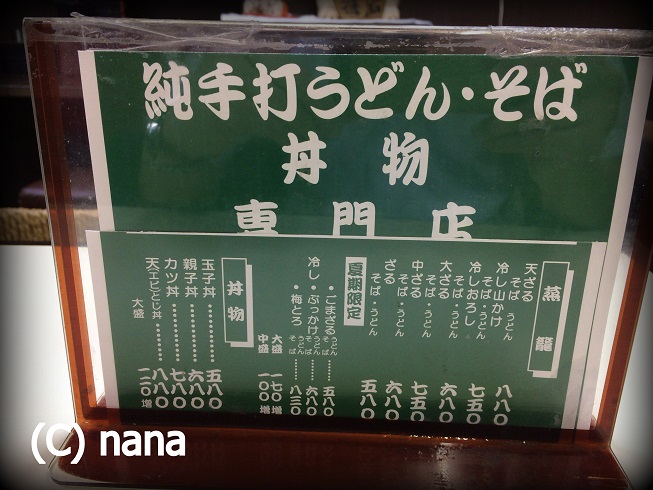 純手打うどん・そば
丼物
専門店
蒸籠
天ざる そば うどん 八八〇
冷し山かけ そば・うどん 七五〇
冷しおろし そば・うどん 六八〇
大ざる そば・うどん 七五〇
中ざる そば・うどん 六八〇
ざる そば・うどん 五八〇
夏期限定
・ごまざる うどん そば…… 五八〇
冷し・ぶっかけ うどん そば…… 六八〇
・梅とろ うどん そば…… 八三〇
大盛 一七〇増
中盛 一〇〇増
丼物
玉子丼………… 五八〇
親子丼………… 六八〇
カツ丼………… 七八〇
天(エビ)とじ丼…… 八八〇
大盛 増
(C) nana